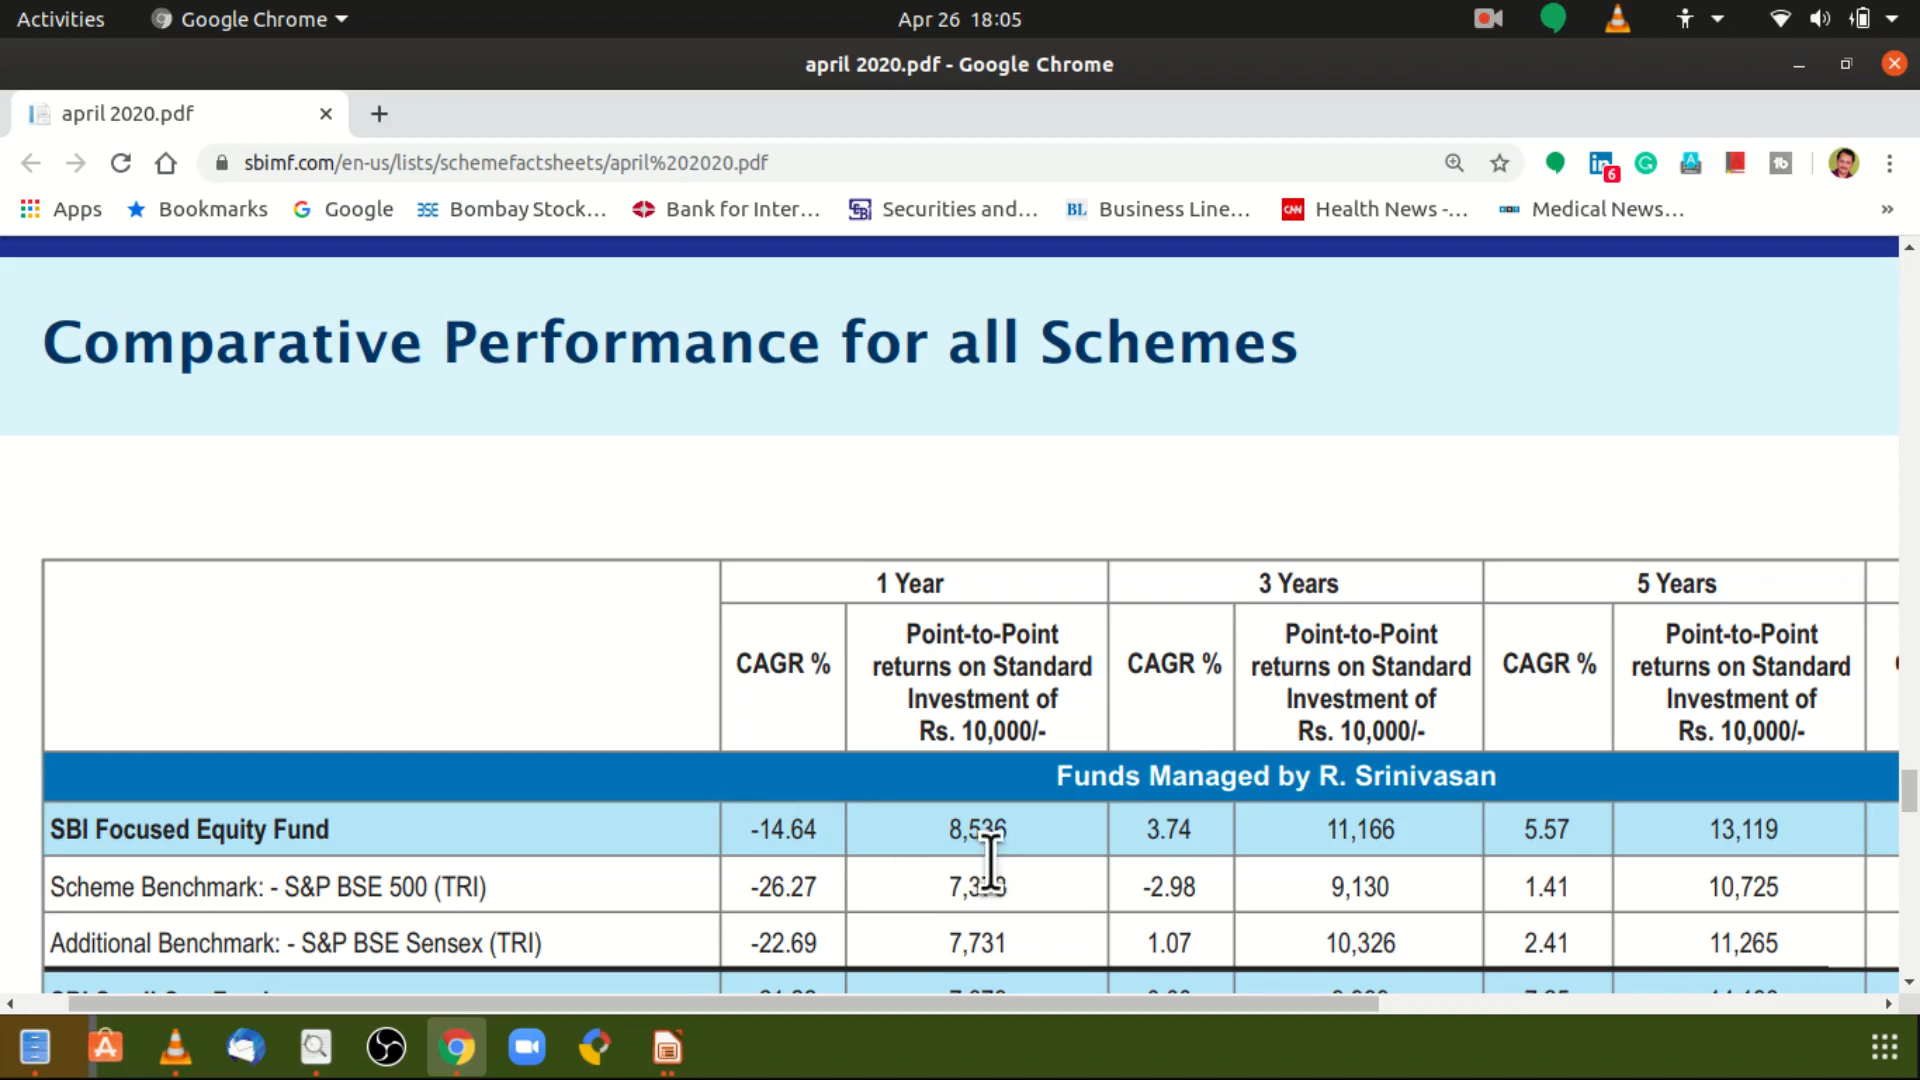 Activities Google Chrome Apr 26 18:05
april 2020.pdf - Google Chrome
april 2020.pdf
sbimf.com/en-us/lists/schemefactsheets/april%202020.pdf 6
Apps Bookmarks Google Bombay Stock... Bank for Inter... Securities and... Business Line... Health News -... Medical News...
Comparative Performance for all Schemes
1 Year 3 Years 5 Years
CAGR % Point-to-Point returns on Standard Investment of Rs. 10,000/- CAGR % Point-to-Point returns on Standard Investment of Rs. 10,000/- CAGR % Point-to-Point returns on Standard Investment of Rs. 10,000/-
Funds Managed by R. Srinivasan
SBI Focused Equity Fund -14.64 8,536 3.74 11,166 5.57 13,119
Scheme Benchmark: - S&P BSE 500 (TRI) -26.27 -2.98 9,130 1.41 10,725
Additional Benchmark: - S&P BSE Sensex (TRI) -22.69 7,731 1.07 10,326 2.41 11,265